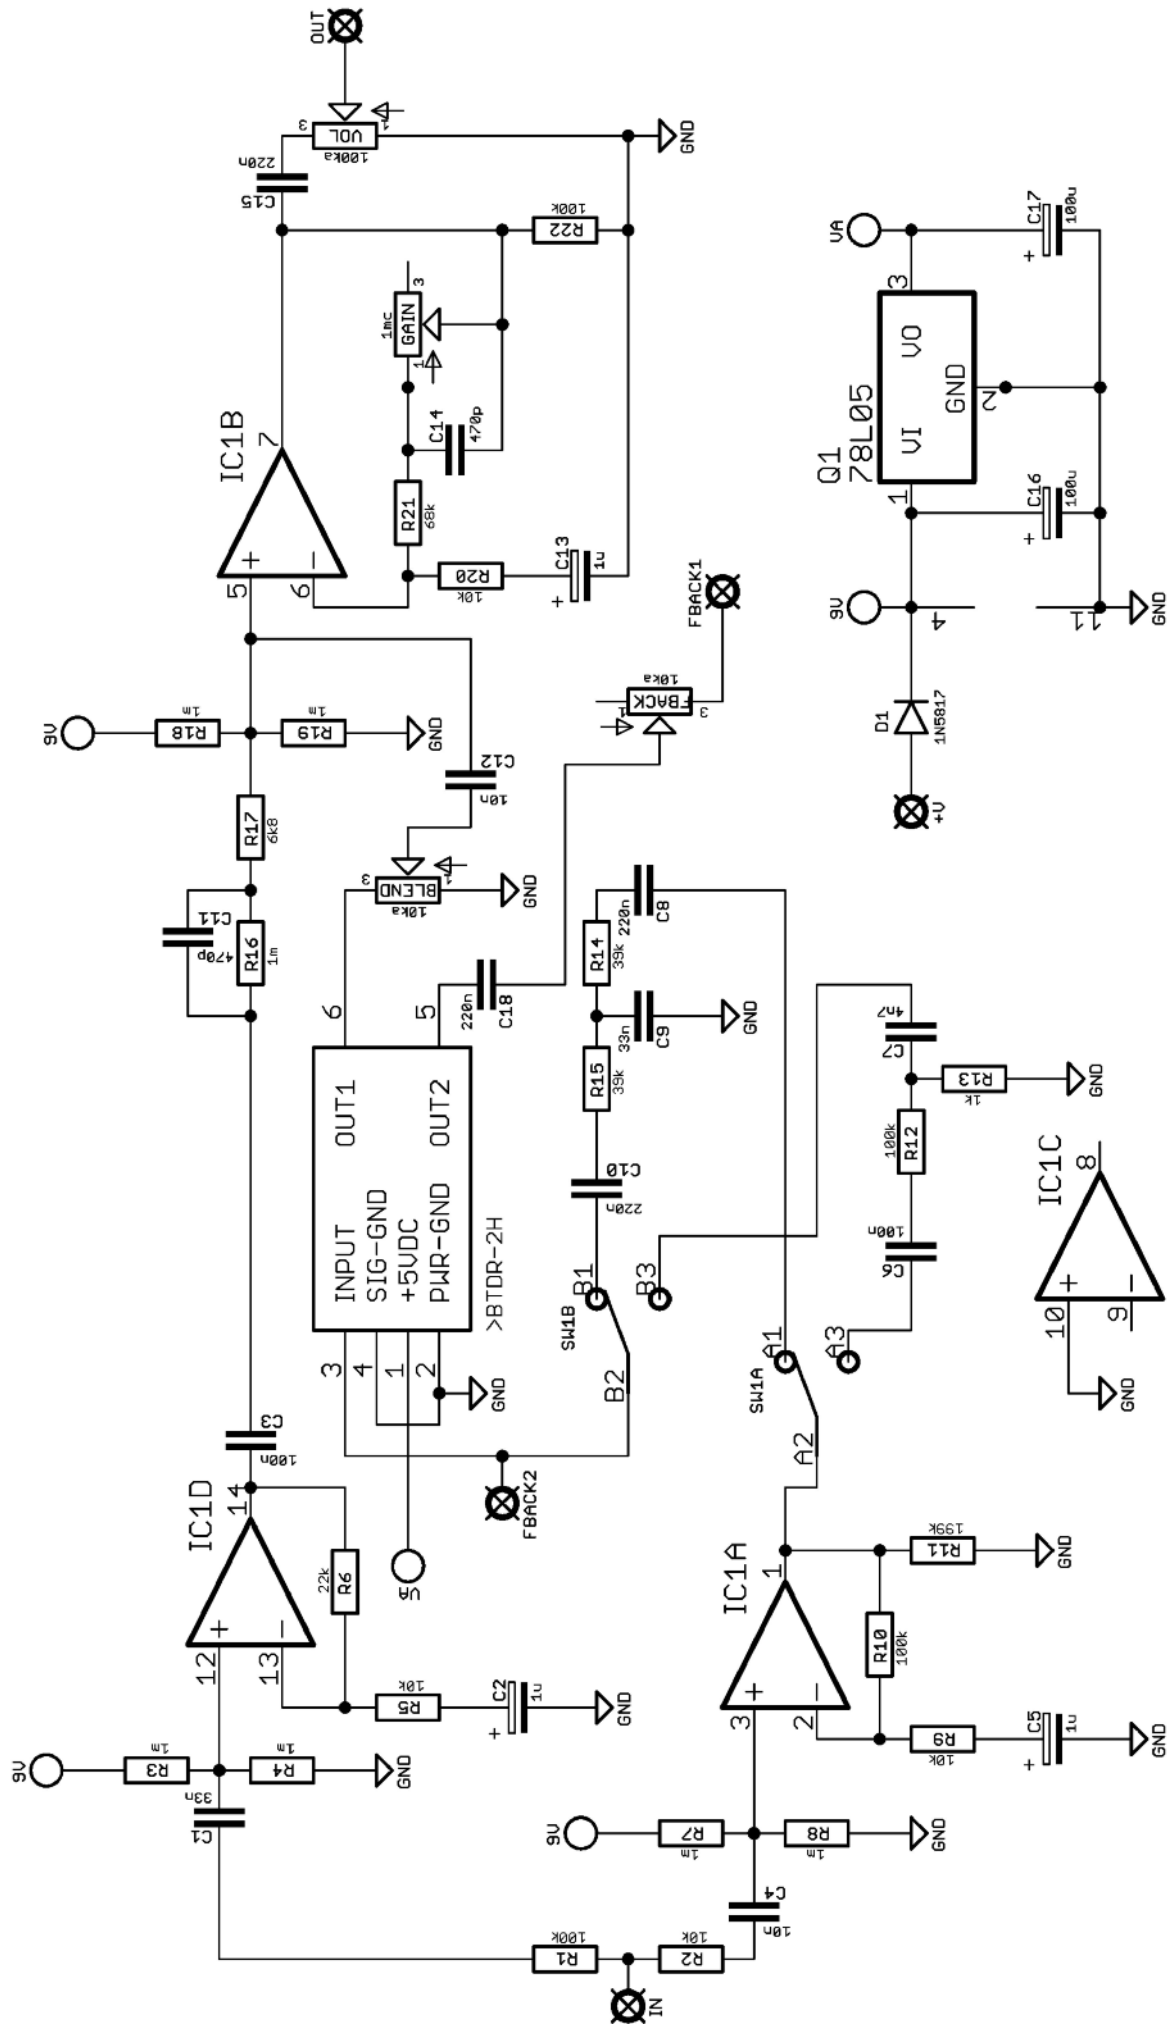 OUT
3
VOL
1
100ka
220n
C15
GND
100k
R22
3
1mc
GAIN
1
C14
470p
IC1B
7
+
−
5
6
R21
68k
R20
10k
C13
1u
+
FBACK1
10ka
FBACK
1
3
9V
1m
R18
1m
R19
GND
C12
10n
R17
6k8
C11
470p
R16
1m
3
BLEND
1
10ka
GND
6
5
220n
C18
OUT1
OUT2
INPUT
SIG-GND
+5VDC
PWR-GND
>BTDR-2H
3
4
1
2
GND
R14
39k
220n
C8
R15
39k
33n
C9
GND
C10
220n
SW1B
B1
B3
B2
FBACK2
VA
C3
100n
IC1D
14
+
−
12
13
22k
R6
10k
R5
C2
1u
+
GND
9V
1m
R3
1m
R4
GND
33n
C1
100k
R1
10k
R2
IN
C4
10n
9V
R7
1m
R8
1m
GND
IC1A
1
+
−
3
2
R10
100k
199k
R11
GND
R9
10k
C5
1u
+
GND
SW1A
A1
A3
A2
4n7
C7
R13
1k
GND
100k
R12
100n
C6
IC1C
8
+
−
10
9
GND
VA
C17
100u
+
3
VO
GND
2
VI
Q1
78L05
1
C16
100u
+
9V
4
11
GND
D1
1N5817
+V